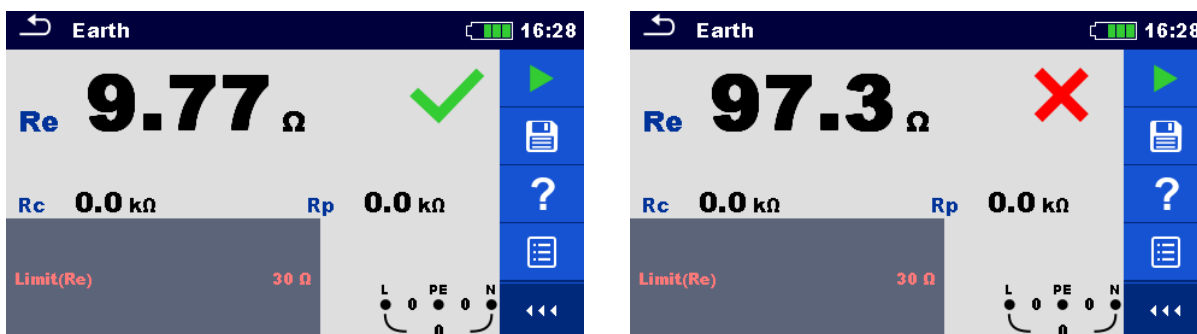 Earth 16:28
Re 9.77 Ω
Rc 0.0 kΩ Rp 0.0 kΩ
?
Limit(Re) 30 Ω
L PE N
0 0
0
Earth 16:28
Re 97.3 Ω
Rc 0.0 kΩ Rp 0.0 kΩ
?
Limit(Re) 30 Ω
L PE N
0 0
0